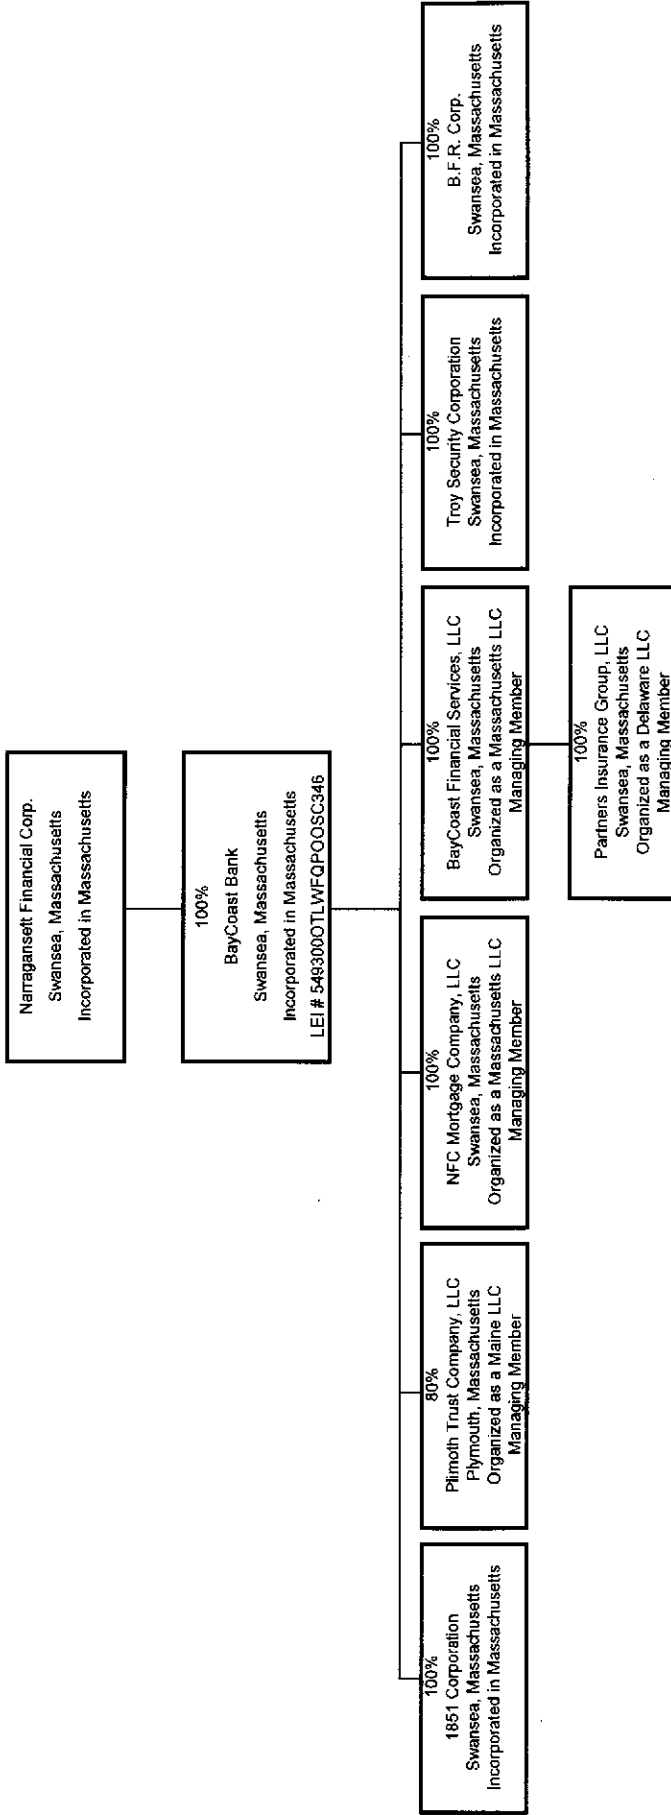 Narragansett Financial Corp.
Swansea, Massachusetts
Incorporated in Massachusetts
100%
BayCoast Bank
Swansea, Massachusetts
Incorporated in Massachusetts
LEI # 549300OTLWFQPOOSC346
100%
1851 Corporation
Swansea, Massachusetts
Incorporated in Massachusetts
80%
Plimoth Trust Company, LLC
Plymouth, Massachusetts
Organized as a Maine LLC
Managing Member
100%
NFC Mortgage Company, LLC
Swansea, Massachusetts
Organized as a Massachusetts LLC
Managing Member
100%
BayCoast Financial Services, LLC
Swansea, Massachusetts
Organized as a Massachusetts LLC
Managing Member
100%
Troy Security Corporation
Swansea, Massachusetts
Incorporated in Massachusetts
100%
B.F.R. Corp.
Swansea, Massachusetts
Incorporated in Massachusetts
100%
Partners Insurance Group, LLC
Swansea, Massachusetts
Organized as a Delaware LLC
Managing Member